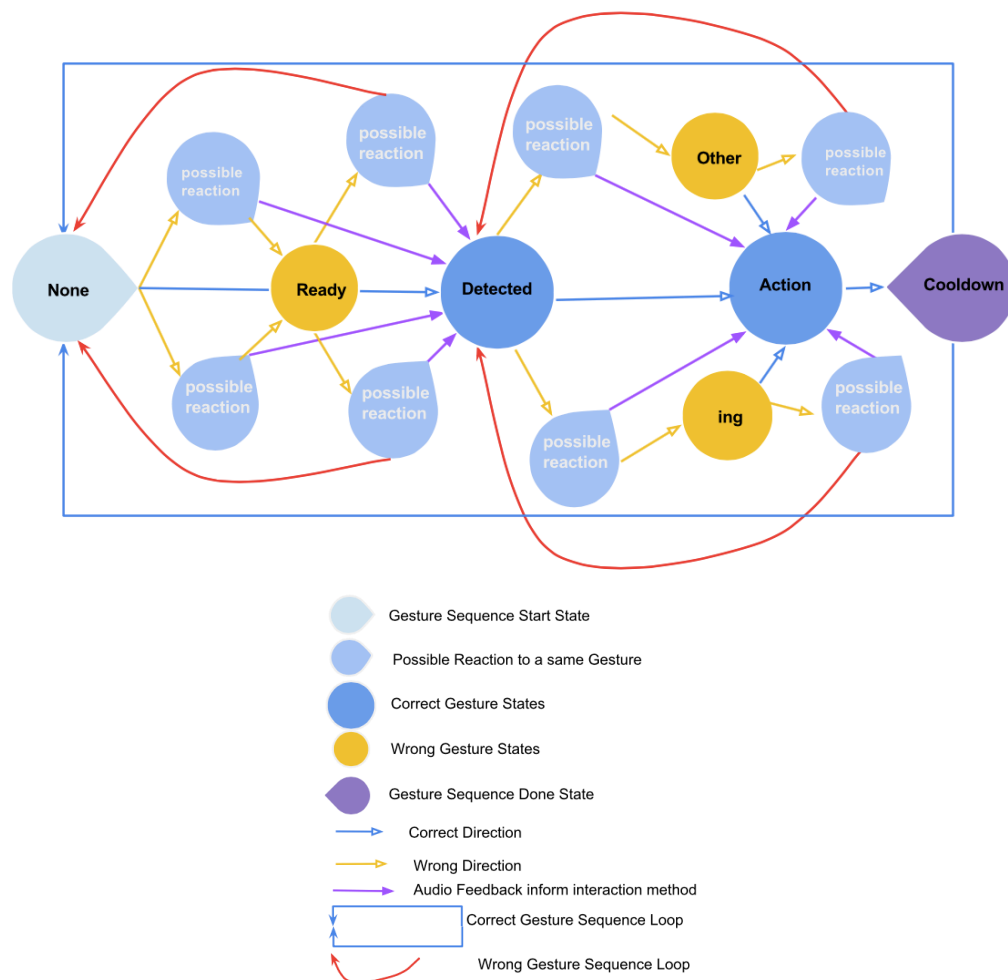 possible
reaction
possible
reaction
possible
reaction
Other
possible
reaction
None
Ready
Detected
Action
Cooldown
possible
reaction
possible
reaction
possible
reaction
ing
possible
reaction
Gesture Sequence Start State
Possible Reaction to a same Gesture
Correct Gesture States
Wrong Gesture States
Gesture Sequence Done State
Correct Direction
Wrong Direction
Audio Feedback inform interaction method
Correct Gesture Sequence Loop
Wrong Gesture Sequence Loop